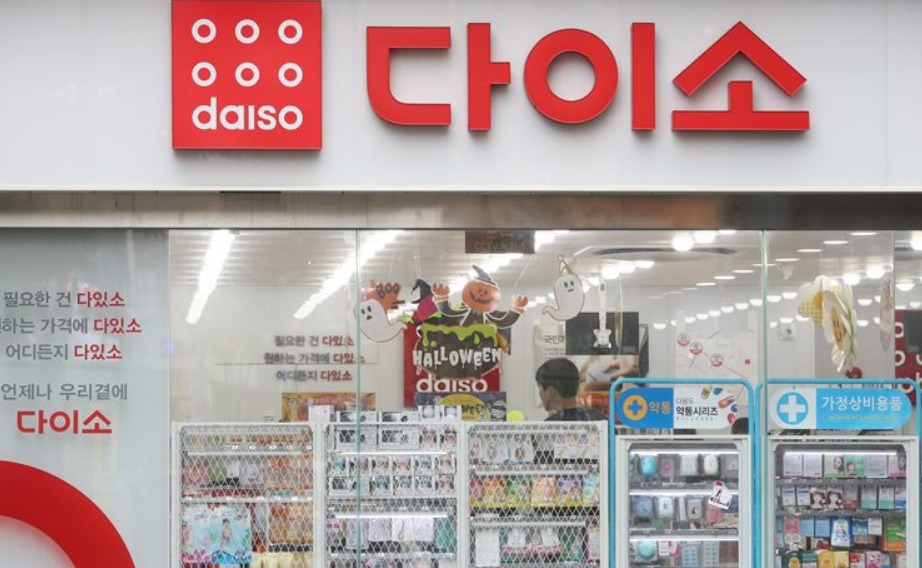 daiso
다이소
필요한 건 다있소
하는 가격에 다있소
어디든지 다있소
언제나 우리곁에
다이소
필요한 건 다있소
원하는 가격에 다있소
어디든지 다있소
HALLOWEEN
daiso
약통
다용도
약통시리즈
가정상비용품